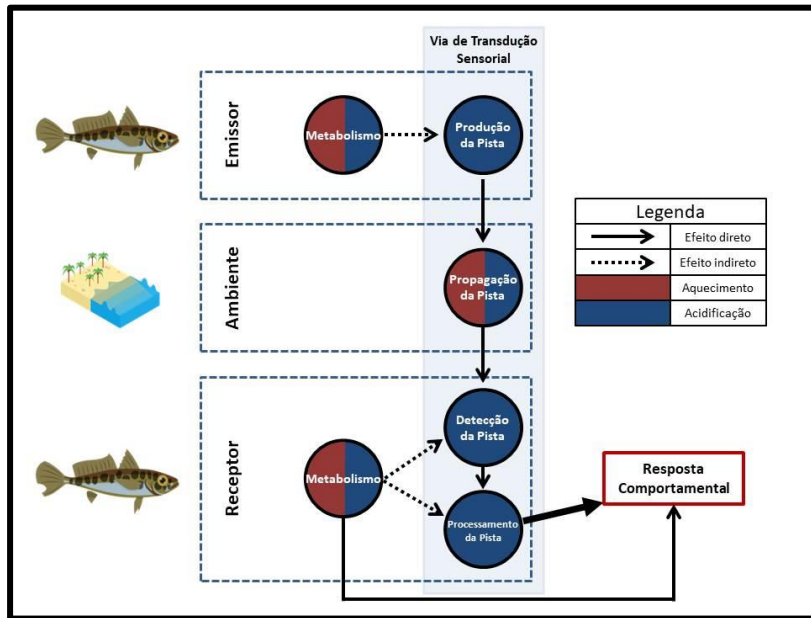 Via de Transdução
Sensorial
Emissor
Metabolismo
Produção
da Pista
Ambiente
Propagação
da Pista
Legenda
Efeito direto
Efeito indireto
Aquecimento
Acidificação
Receptor
Metabolismo
Detecção
da Pista
Processamento
da Pista
Resposta
Comportamental